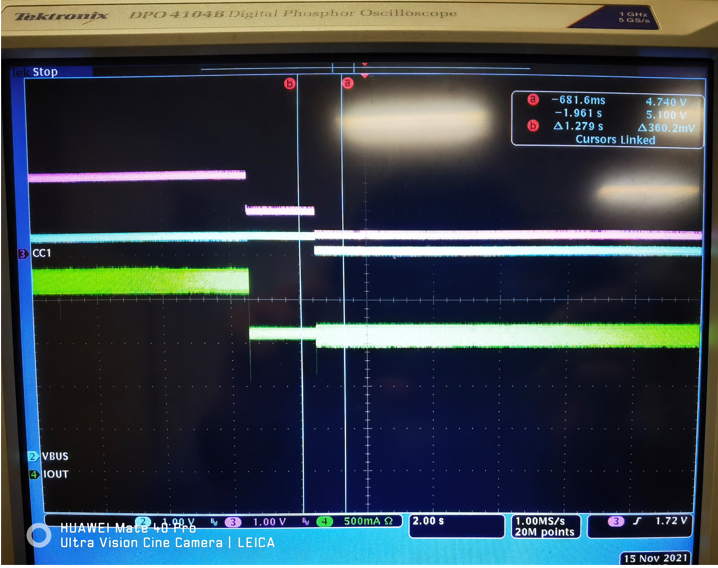 Tektronix DPO 4104B Digital Phosphor Oscilloscope
1 GHz
5 GS/s
Tek Stop
b a
a -681.6ms 4.740 V
-1.961 s 5.100 V
b Δ1.279 s Δ360.2mV
Cursors Linked
3 CC1
2 VBUS
4 IOUT
2 1.00 V 3 1.00 V 4 500mA Ω
2.00 s
1.00MS/s
20M points
3 1.72 V
HUAWEI Mate 40 Pro
Ultra Vision Cine Camera | LEICA
15 Nov 2021